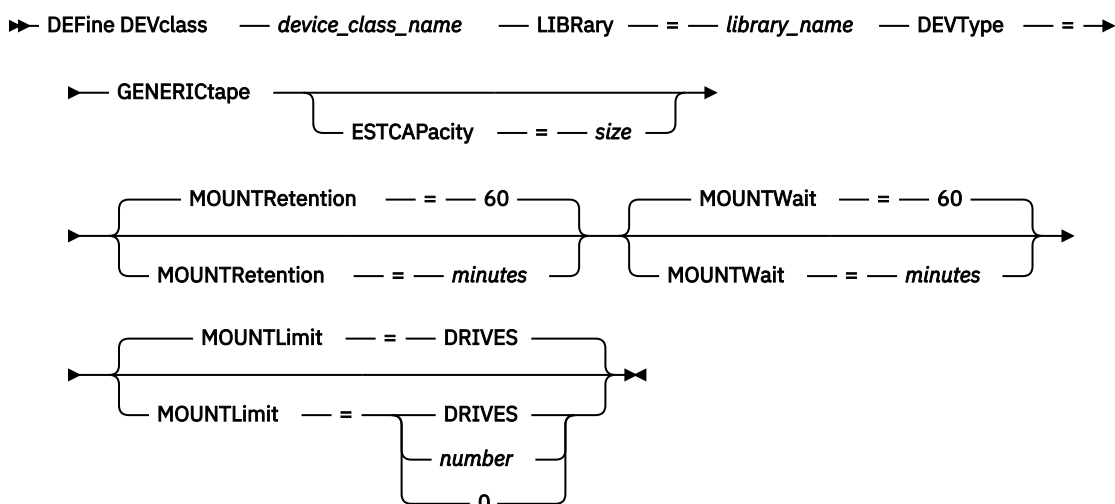 DEFine DEVclass — device_class_name — LIBRary — = — library_name — DEVType — =
GENERICtape
ESTCAPacity — = — size
MOUNTRetention — = — 60
MOUNTWait — = — 60
MOUNTRetention — = — minutes
MOUNTWait — = — minutes
MOUNTLimit — = — DRIVES
MOUNTLimit — = — DRIVES
number
0